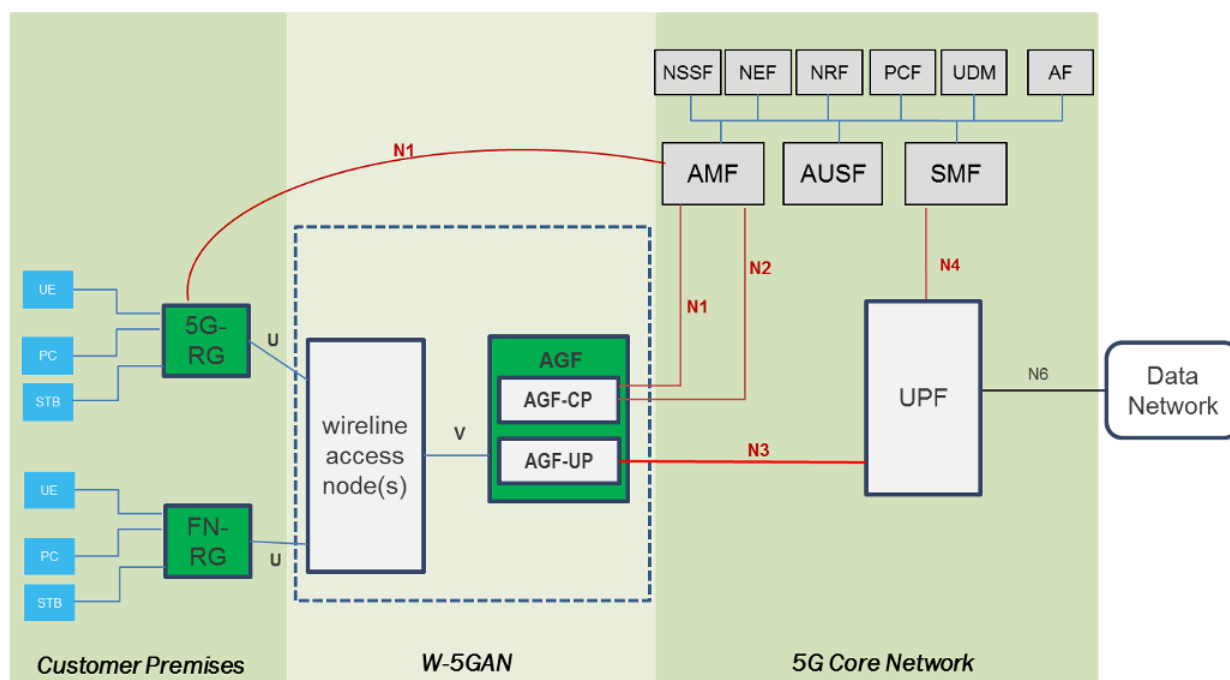 NSSF
NEF
NRF
PCF
UDM
AF
N1
AMF
AUSF
SMF
N2
N4
N1
UE
5G-
RG
U
PC
STB
AGF
AGF-CP
UPF
N6
Data
Network
wireline
access
node(s)
V
AGF-UP
N3
UE
FN-
RG
U
PC
STB
Customer Premises
W-5GAN
5G Core Network